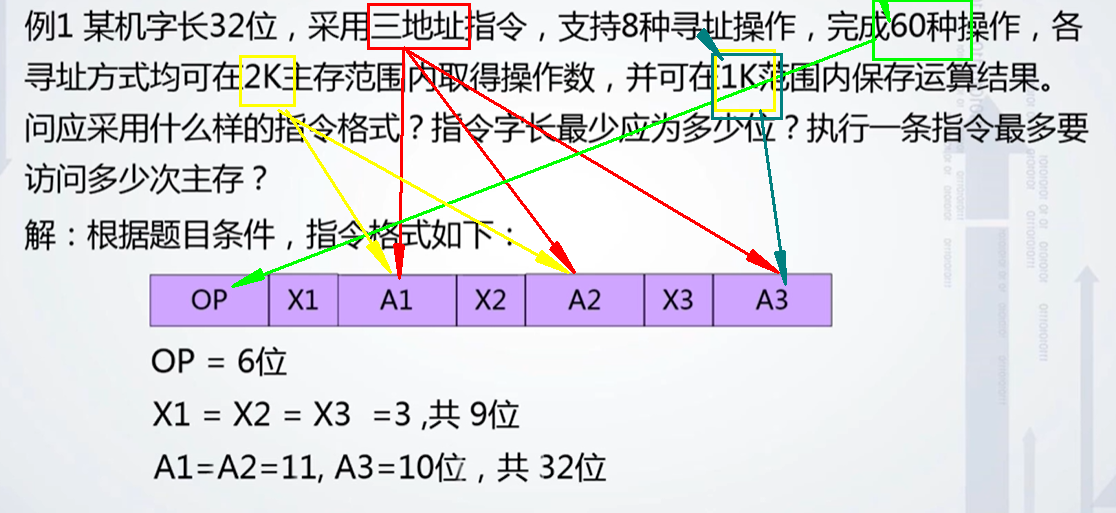 例1 某机字长32位，采用三地址指令，支持8种寻址操作，完成60种操作，各
寻址方式均可在2K主存范围内取得操作数，并可在1K范围内保存运算结果。
问应采用什么样的指令格式？指令字长最少应为多少位？执行一条指令最多要
访问多少次主存？
解：根据题目条件，指令格式如下：
OP X1 A1 X2 A2 X3 A3
OP = 6位
X1 = X2 = X3 =3 ,共 9位
A1=A2=11, A3=10位，共 32位